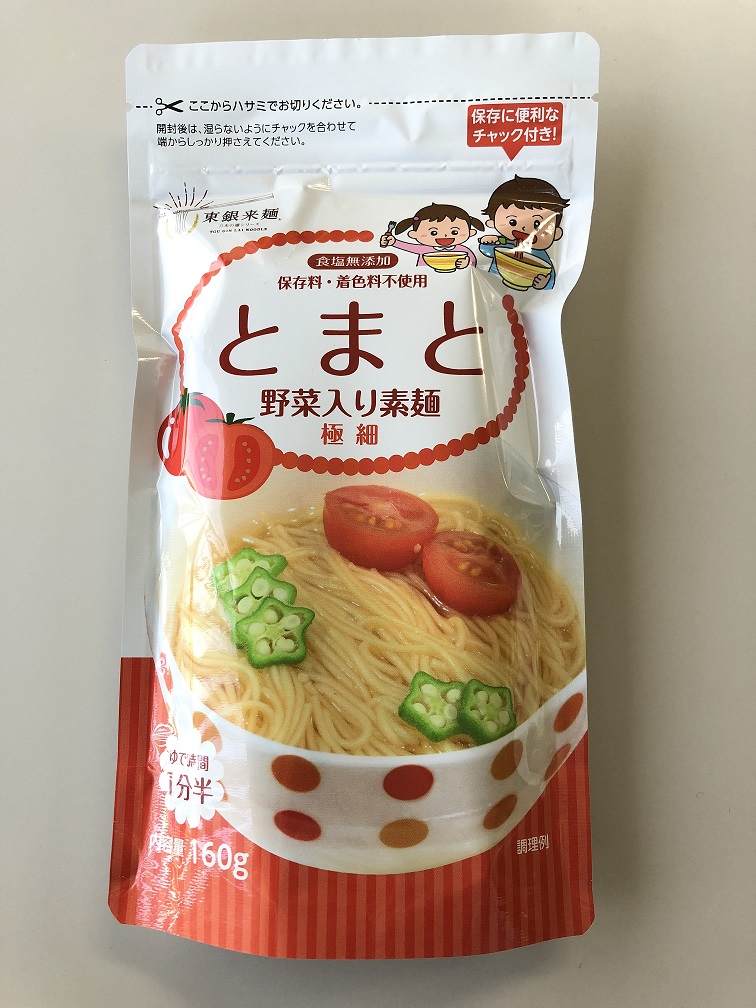 ここからハサミでお切りください。
開封後は、湿らないようにチャックを合わせて
端からしっかり押さえてください。
保存に便利な
チャック付き!
東銀来麺
TOU GIN RAI NOODLE
食塩無添加
保存料・着色料不使用
とまと
野菜入り素麺
極細
ゆで時間
1分半
内容量160g
調理例